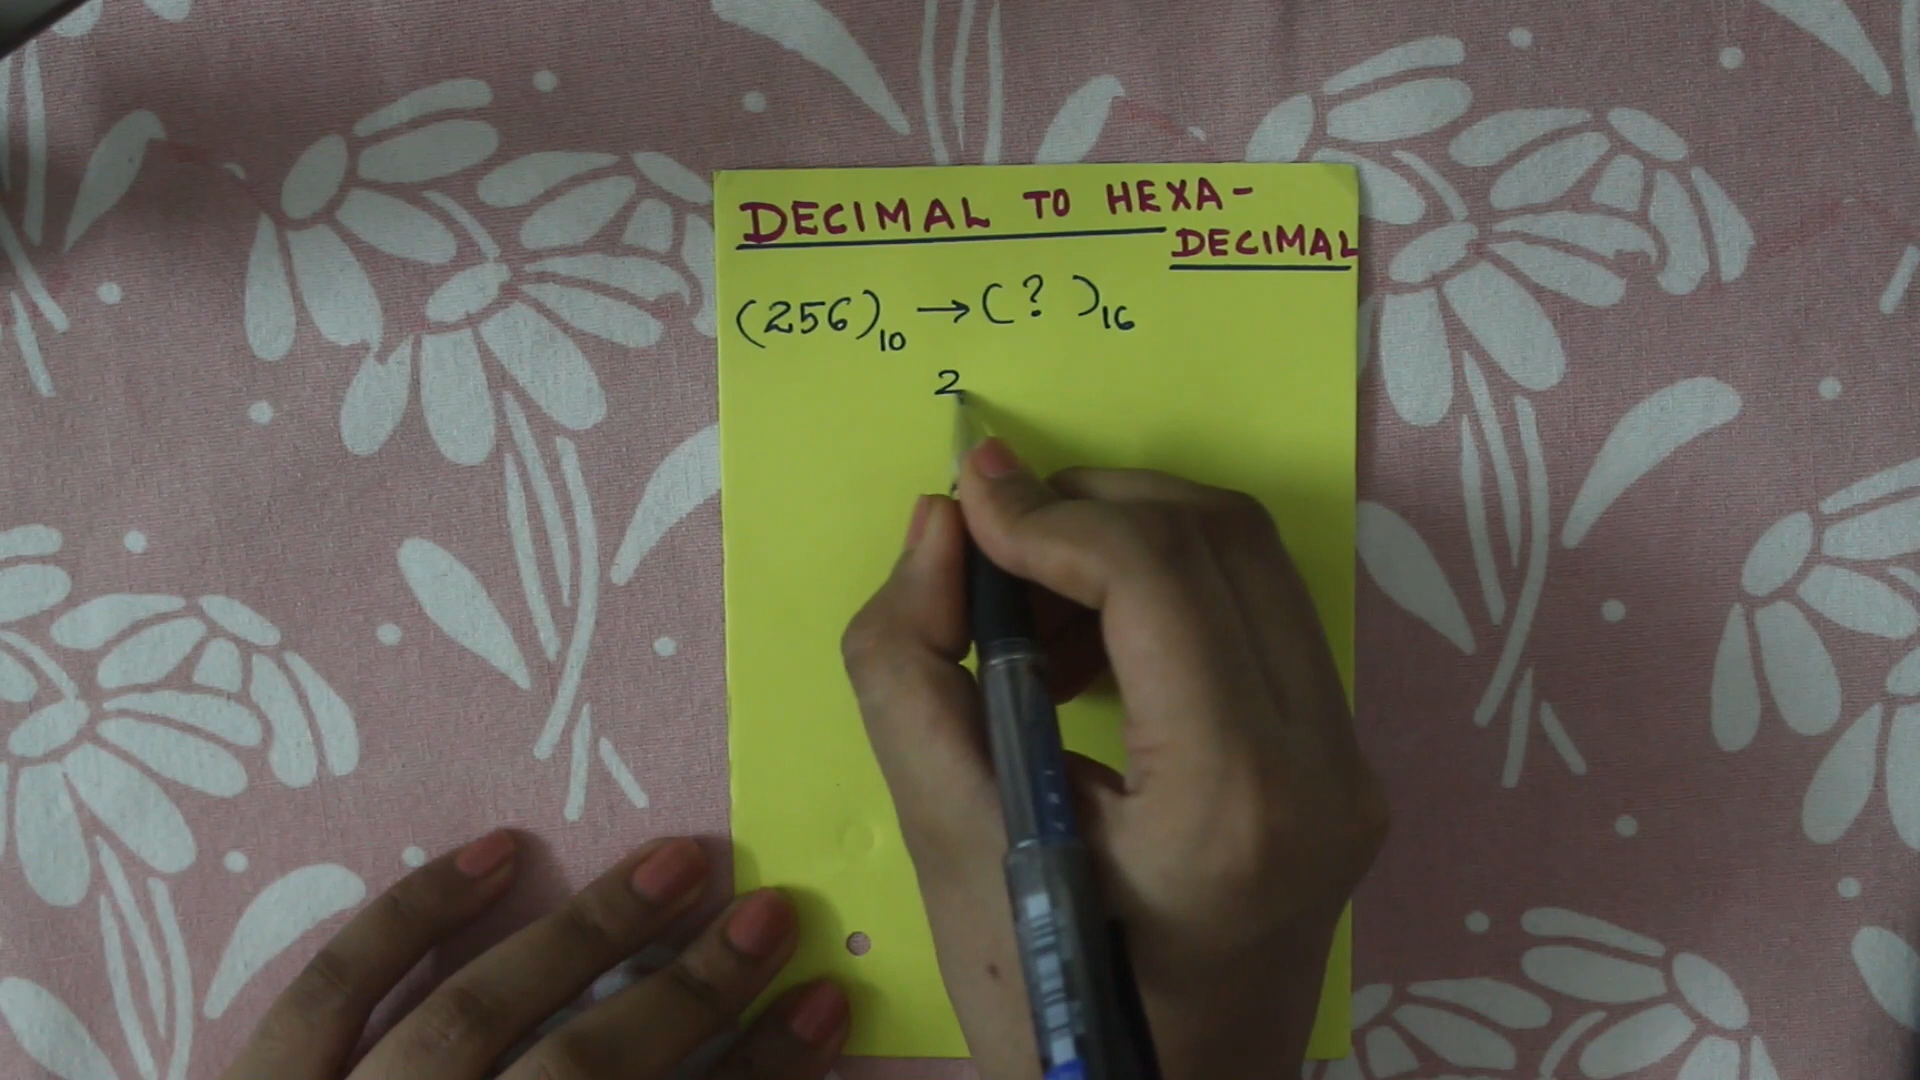 DECIMAL TO HEXA-
DECIMAL
(256)10 → (?)16
2